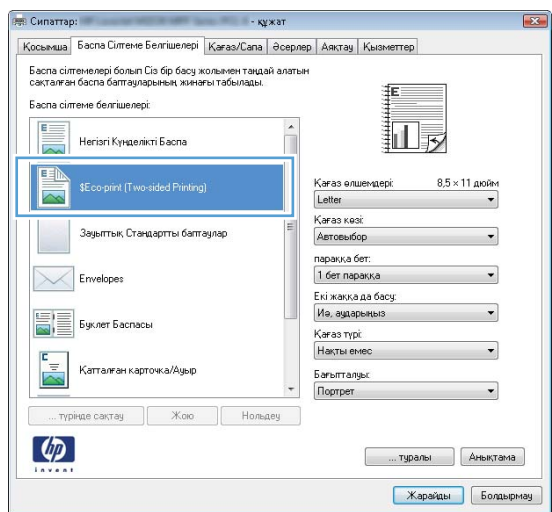 Сипаттар:
- құжат
Қосымша
Баспа Сілтеме Белгішелері
Қағаз/Сапа
Әсерлер
Аяқтау
Қызметтер
Баспа сілтемелері болып Сіз бір басу жолымен таңдай алатын
сақталған баспа баптауларының жинағы табылады.
Баспа сілтеме белгішелері:
Негізгі Күнделікті Баспа
$Eco-print (Two-sided Printing)
Зауыттық Стандартты баптаулар
Envelopes
Буклет Баспасы
Қатталған карточка/Ауыр
... түрінде сақтау
Жою
Нольдеу
Қағаз өлшемдері:
8,5 × 11 дюйм
Letter
Қағаз көзі:
Автовыбор
параққа бет:
1 бет параққа
Екі жаққа да басу:
Иә, аударыңыз
Қағаз түрі:
Нақты емес
Бағытталуы:
Портрет
hp
invent
... туралы
Анықтама
Жарайды
Болдырмау